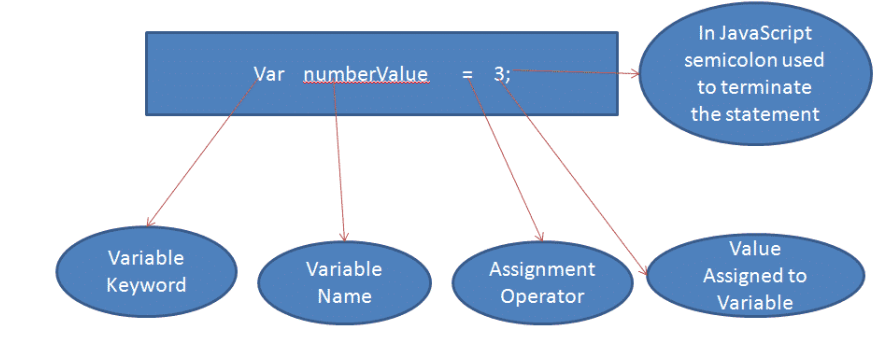 Var numberValue = 3;
In JavaScript
semicolon used
to terminate
the statement
Variable
Keyword
Variable
Name
Assignment
Operator
Value
Assigned to
Variable